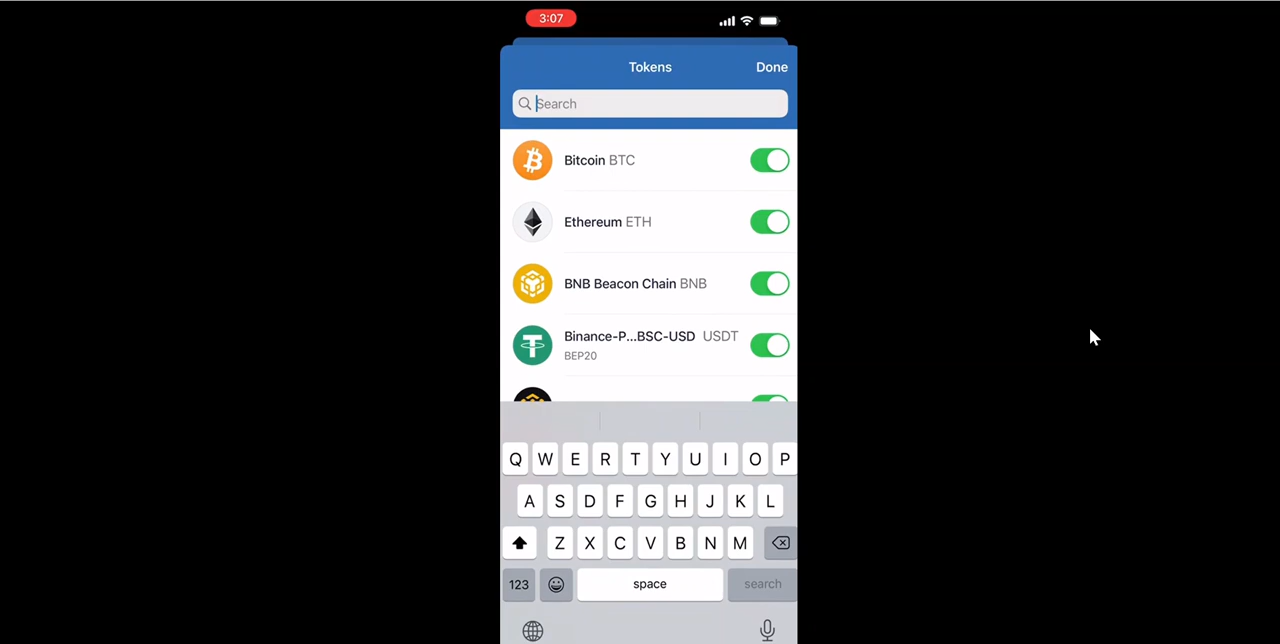 3:07
Tokens Done
Search
Bitcoin BTC
Ethereum ETH
BNB Beacon Chain BNB
Binance-P...BSC-USD USDT
BEP20
Q W E R T Y U I O P
A S D F G H J K L
Z X C V B N M
123 space search